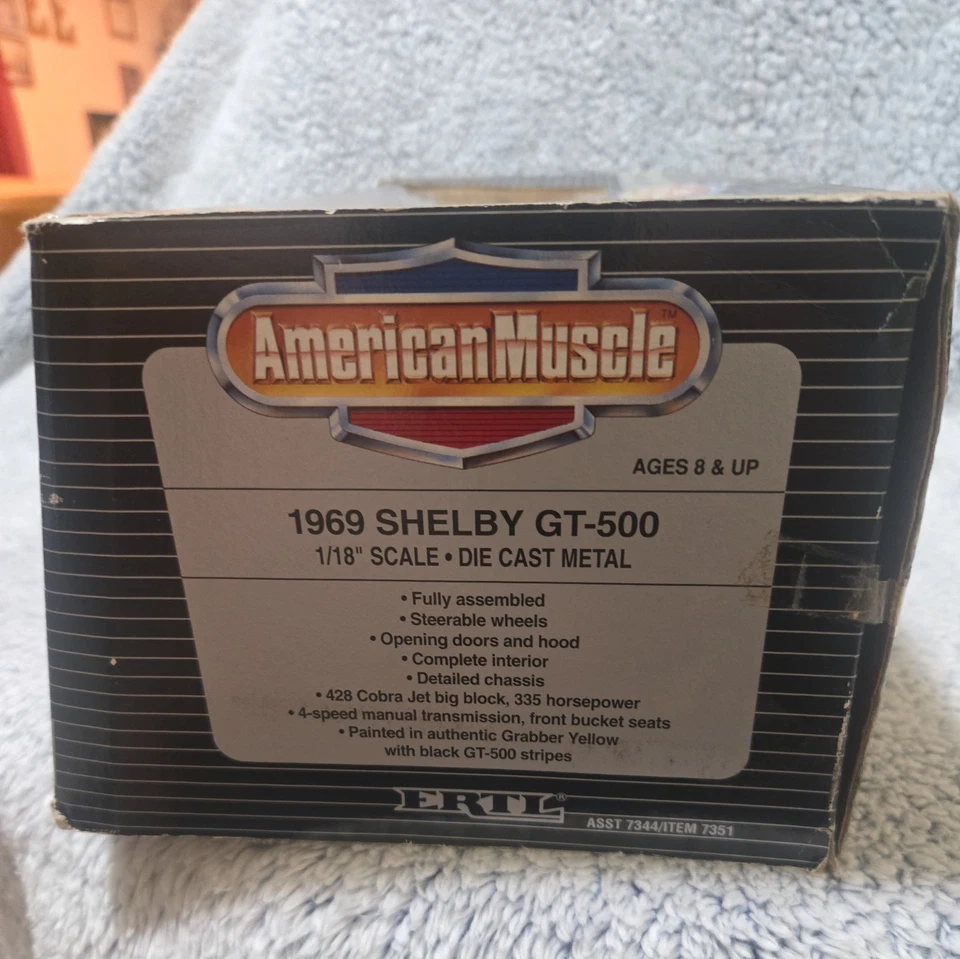 AmericanMuscle™
AGES 8 & UP
1969 SHELBY GT-500
1/18" SCALE • DIE CAST METAL
• Fully assembled
• Steerable wheels
• Opening doors and hood
• Complete interior
• Detailed chassis
• 428 Cobra Jet big block, 335 horsepower
• 4-speed manual transmission, front bucket seats
• Painted in authentic Grabber Yellow
with black GT-500 stripes
ERTL®
ASST 7344/ITEM 7351